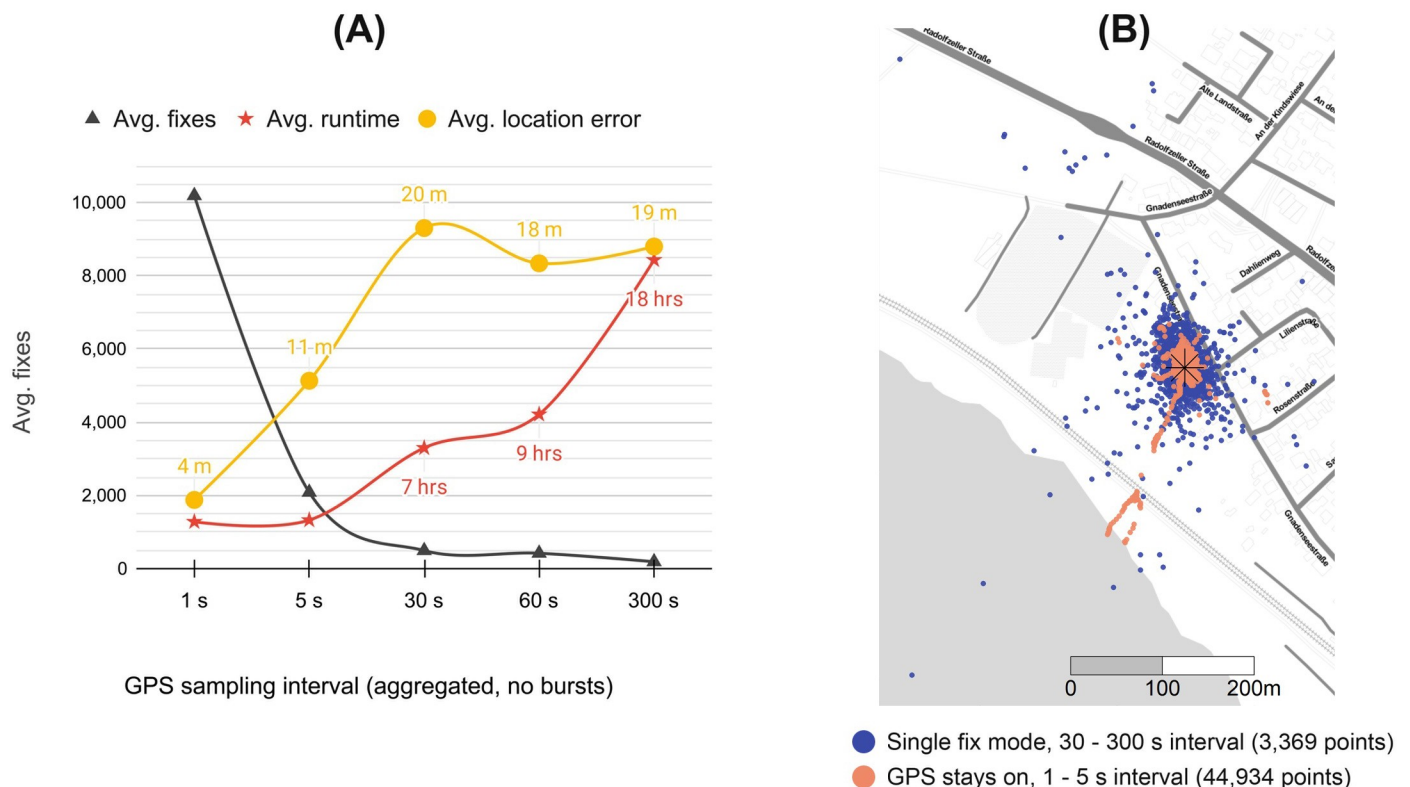 (A)
Avg. fixes Avg. runtime Avg. location error
10,000
8,000
6,000
4,000
2,000
0
Avg. fixes
4 m
11 m
20 m
18 m
19 m
7 hrs
9 hrs
18 hrs
1 s 5 s 30 s 60 s 300 s
GPS sampling interval (aggregated, no bursts)
(B)
Radolfzeller Straße
Alte Landstraße
An der Kindswiese
An de
Radolfzeller Straße
Gnadenseestraße
Dahlienweg
Radolfze
Lilienstraße
Rosenstraße
Sa
Gnadenseestraße
0 100 200m
Single fix mode, 30 - 300 s interval (3,369 points)
GPS stays on, 1 - 5 s interval (44,934 points)